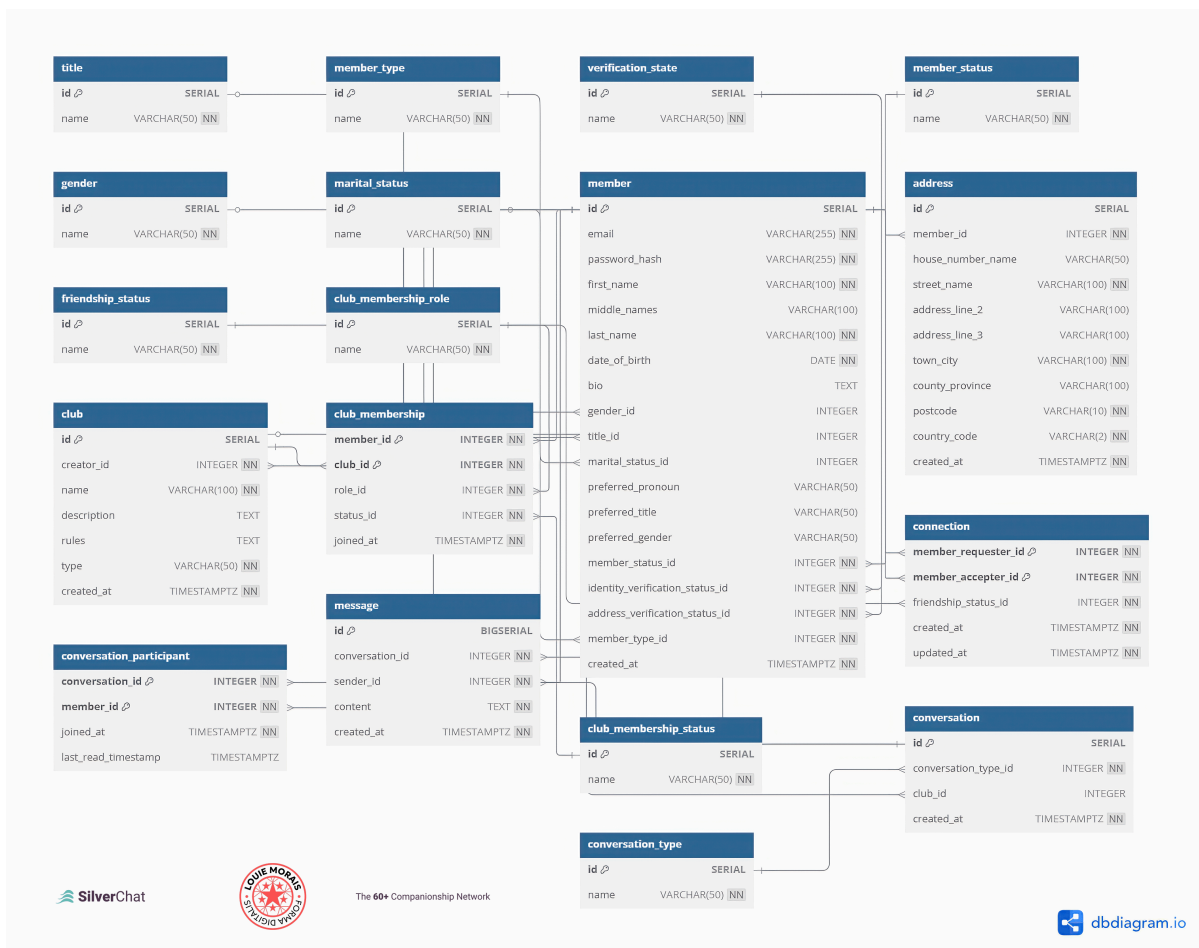 title
id SERIAL
name VARCHAR(50) NN
member_type
id SERIAL
name VARCHAR(50) NN
verification_state
id SERIAL
name VARCHAR(50) NN
member_status
id SERIAL
name VARCHAR(50) NN
gender
id SERIAL
name VARCHAR(50) NN
marital_status
id SERIAL
name VARCHAR(50) NN
member
id SERIAL
email VARCHAR(255) NN
password_hash VARCHAR(255) NN
first_name VARCHAR(100) NN
middle_names VARCHAR(100)
last_name VARCHAR(100) NN
date_of_birth DATE NN
bio TEXT
gender_id INTEGER
title_id INTEGER
marital_status_id INTEGER
preferred_pronoun VARCHAR(50)
preferred_title VARCHAR(50)
preferred_gender VARCHAR(50)
member_status_id INTEGER NN
identity_verification_status_id INTEGER NN
address_verification_status_id INTEGER NN
member_type_id INTEGER NN
created_at TIMESTAMPTZ NN
address
id SERIAL
member_id INTEGER NN
house_number_name VARCHAR(50)
street_name VARCHAR(100) NN
address_line_2 VARCHAR(100)
address_line_3 VARCHAR(100)
town_city VARCHAR(100) NN
county_province VARCHAR(100)
postcode VARCHAR(10) NN
country_code VARCHAR(2) NN
created_at TIMESTAMPTZ NN
friendship_status
id SERIAL
name VARCHAR(50) NN
club_membership_role
id SERIAL
name VARCHAR(50) NN
club
id SERIAL
creator_id INTEGER NN
name VARCHAR(100) NN
description TEXT
rules TEXT
type VARCHAR(50) NN
created_at TIMESTAMPTZ NN
club_membership
member_id INTEGER NN
club_id INTEGER NN
role_id INTEGER NN
status_id INTEGER NN
joined_at TIMESTAMPTZ NN
connection
member_requester_id INTEGER NN
member_accepter_id INTEGER NN
friendship_status_id INTEGER NN
created_at TIMESTAMPTZ NN
updated_at TIMESTAMPTZ NN
message
id BIGSERIAL
conversation_id INTEGER NN
sender_id INTEGER NN
content TEXT NN
created_at TIMESTAMPTZ NN
conversation_participant
conversation_id INTEGER NN
member_id INTEGER NN
joined_at TIMESTAMPTZ NN
last_read_timestamp TIMESTAMPTZ
club_membership_status
id SERIAL
name VARCHAR(50) NN
conversation
id SERIAL
conversation_type_id INTEGER NN
club_id INTEGER
created_at TIMESTAMPTZ NN
conversation_type
id SERIAL
name VARCHAR(50) NN
SilverChat
LOUIE MORAIS
FORMA DIGITALIS
The 60+ Companionship Network
dbdiagram.io